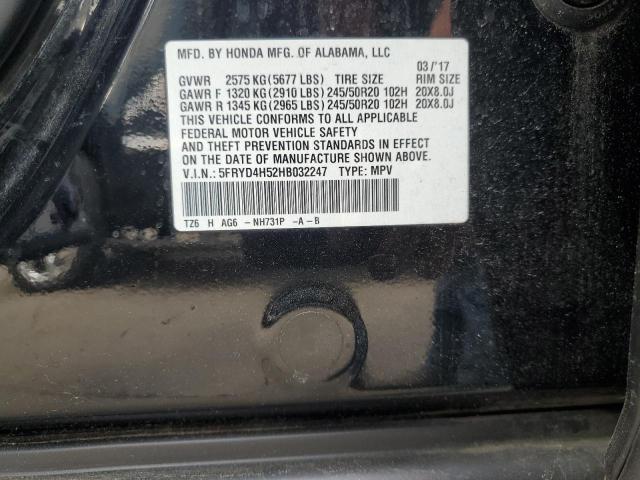 MFD. BY HONDA MFG. OF ALABAMA, LLC
03/'17
GVWR 2575 KG (5677 LBS) TIRE SIZE RIM SIZE
GAWR F 1320 KG (2910 LBS) 245/50R20 102H 20X8.0J
GAWR R 1345 KG (2965 LBS) 245/50R20 102H 20X8.0J
THIS VEHICLE CONFORMS TO ALL APPLICABLE
FEDERAL MOTOR VEHICLE SAFETY
AND THEFT PREVENTION STANDARDS IN EFFECT
ON THE DATE OF MANUFACTURE SHOWN ABOVE.
V.I.N.: 5FRYD4H52HB032247 TYPE: MPV
TZ6 H AG6 -NH731P -A-B